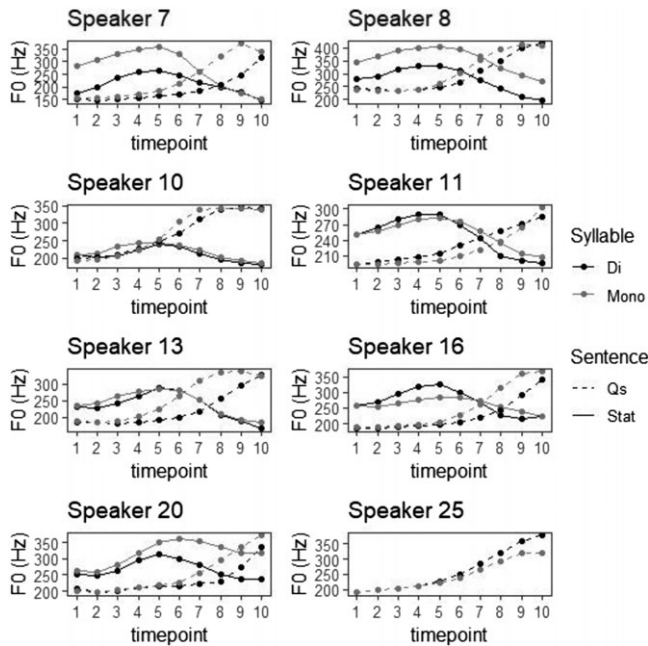 Speaker 7
F0 (Hz)
350
300
250
200
150
1 2 3 4 5 6 7 8 9 10
timepoint
Speaker 8
F0 (Hz)
400
350
300
250
200
1 2 3 4 5 6 7 8 9 10
timepoint
Speaker 10
F0 (Hz)
350
300
250
200
1 2 3 4 5 6 7 8 9 10
timepoint
Speaker 11
F0 (Hz)
300
270
240
210
1 2 3 4 5 6 7 8 9 10
timepoint
Speaker 13
F0 (Hz)
300
250
200
1 2 3 4 5 6 7 8 9 10
timepoint
Speaker 16
F0 (Hz)
350
300
250
200
1 2 3 4 5 6 7 8 9 10
timepoint
Speaker 20
F0 (Hz)
350
300
250
200
1 2 3 4 5 6 7 8 9 10
timepoint
Speaker 25
F0 (Hz)
350
300
250
200
1 2 3 4 5 6 7 8 9 10
timepoint
Syllable
Di
Mono
Sentence
Qs
Stat